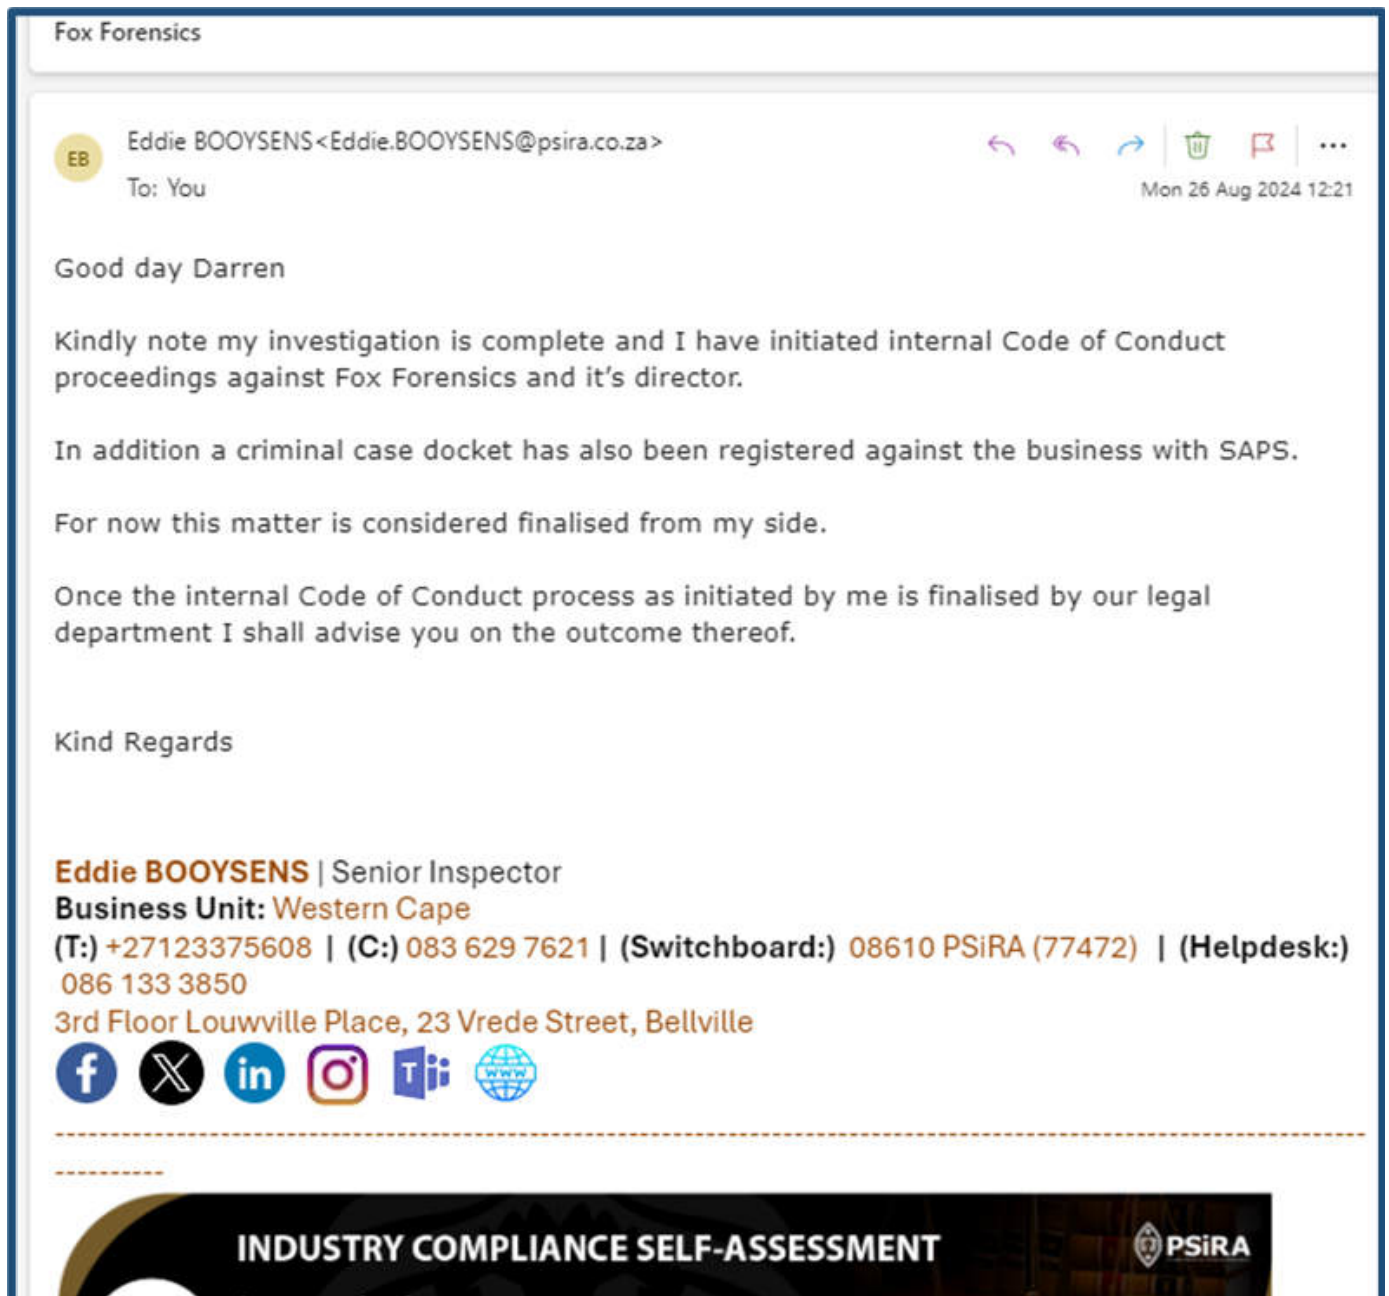 Fox Forensics
EB
Eddie BOOYSENS<Eddie.BOOYSENS@psira.co.za>
To: You
Mon 26 Aug 2024 12:21
Good day Darren
Kindly note my investigation is complete and I have initiated internal Code of Conduct
proceedings against Fox Forensics and it’s director.
In addition a criminal case docket has also been registered against the business with SAPS.
For now this matter is considered finalised from my side.
Once the internal Code of Conduct process as initiated by me is finalised by our legal
department I shall advise you on the outcome thereof.
Kind Regards
Eddie BOOYSENS | Senior Inspector
Business Unit: Western Cape
(T:) +27123375608 | (C:) 083 629 7621 | (Switchboard:) 08610 PSiRA (77472) | (Helpdesk:)
086 133 3850
3rd Floor Louwville Place, 23 Vrede Street, Bellville
f X in T WWW
-----------------------------------------------------------------------------------------------
----------
INDUSTRY COMPLIANCE SELF-ASSESSMENT PSiRA